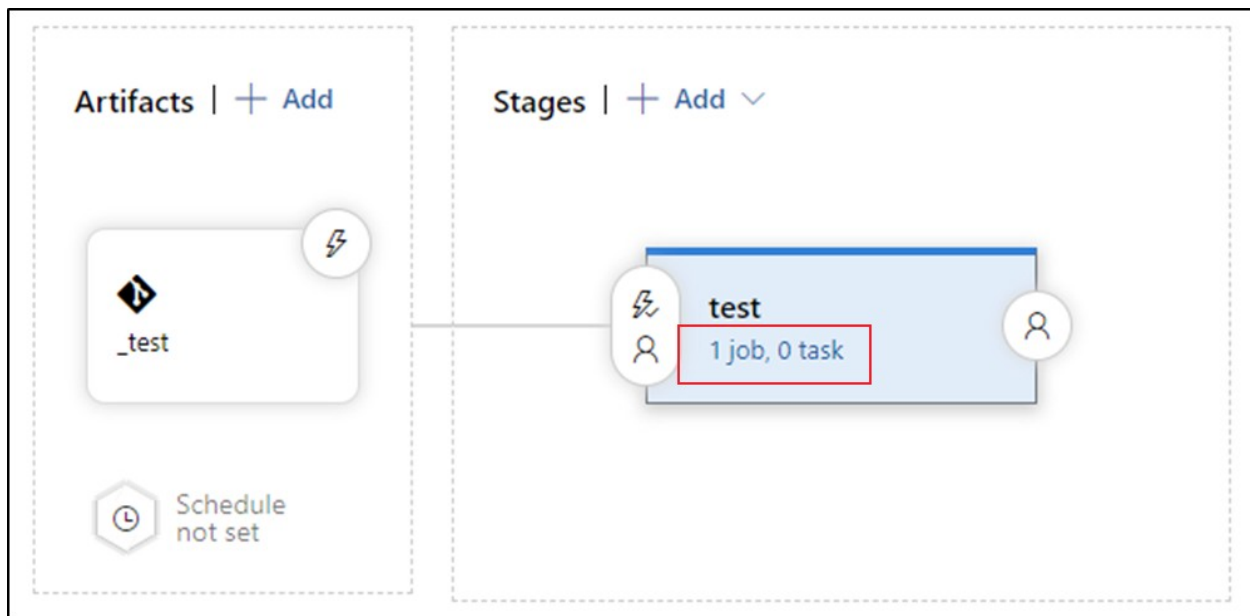 Artifacts | + Add
Stages | + Add
_test
test
1 job, 0 task
Schedule
not set